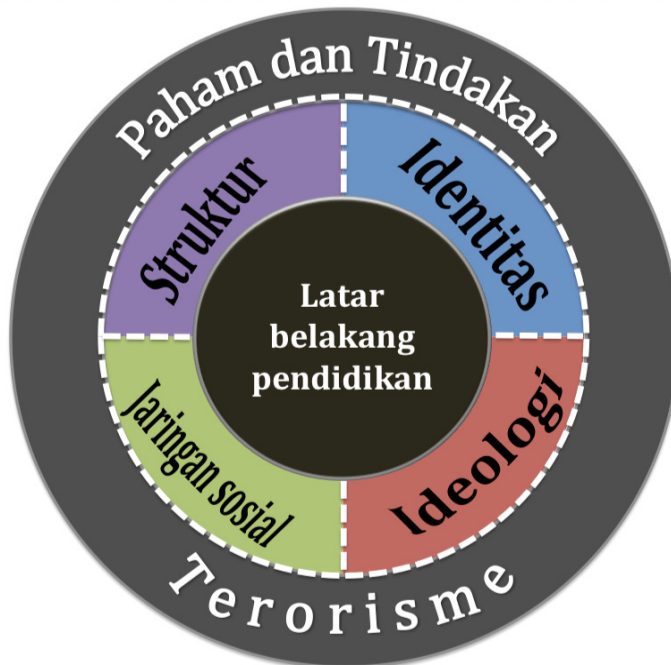 Paham dan Tindakan
Struktur
Identitas
Latar
belakang
pendidikan
Jaringan sosial
Ideologi
Terorisme